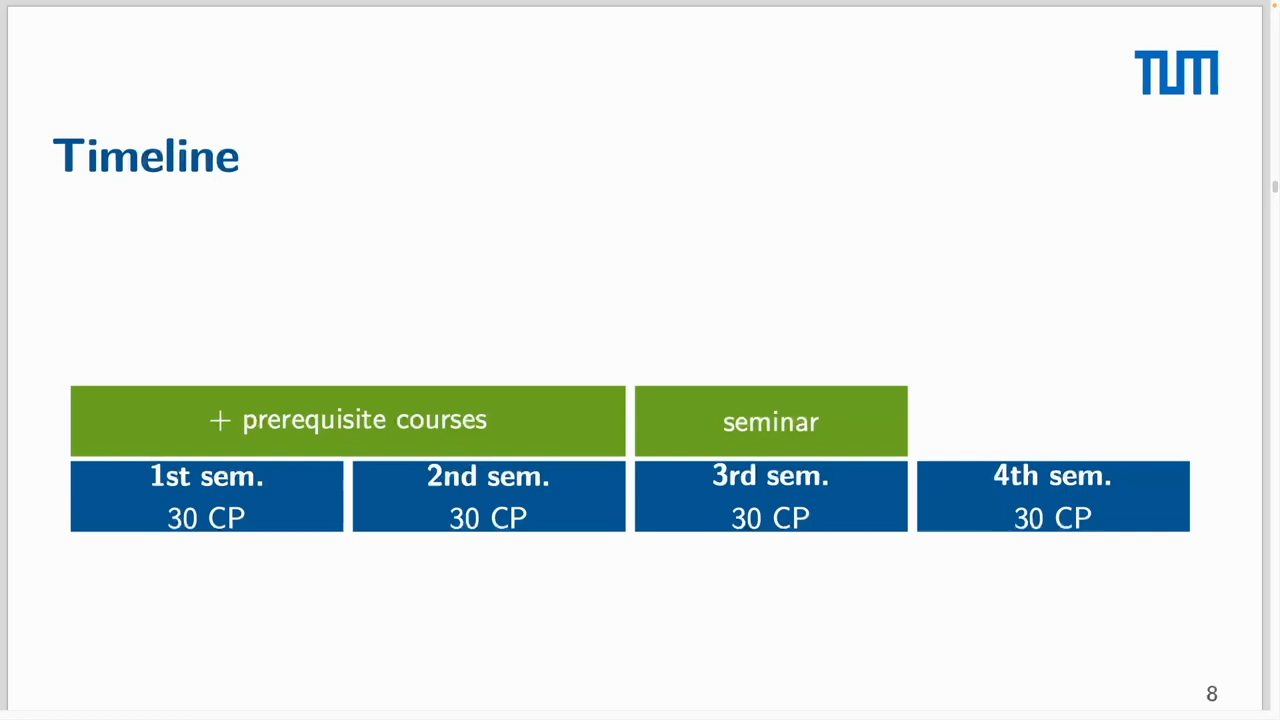 TUM
Timeline
+ prerequisite courses
seminar
1st sem.
30 CP
2nd sem.
30 CP
3rd sem.
30 CP
4th sem.
30 CP
8